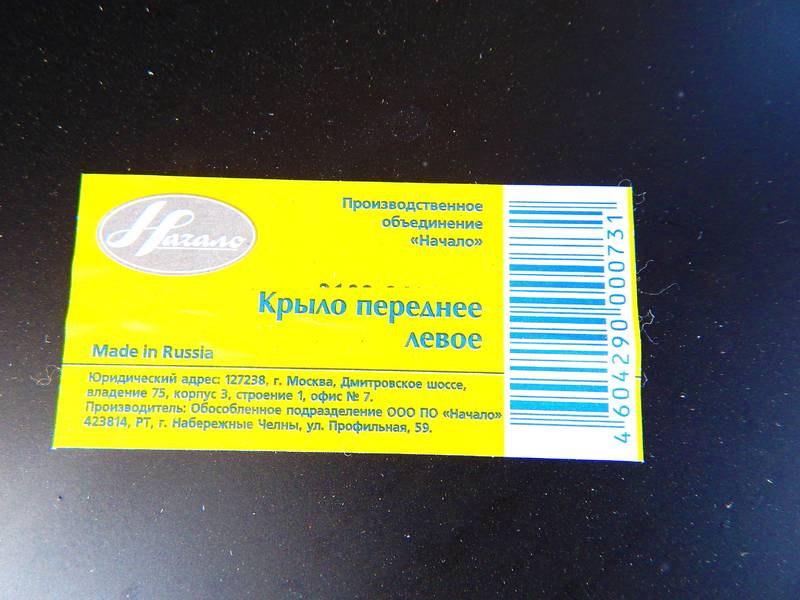 Начало
Производственное
объединение
«Начало»
Крыло переднее
левое
Made in Russia
Юридический адрес: 127238, г. Москва, Дмитровское шоссе,
владение 75, корпус 3, строение 1, офис № 7.
Производитель: Обособленное подразделение ООО ПО «Начало»
423814, РТ, г. Набережные Челны, ул. Профильная, 59.
4 604290 000731